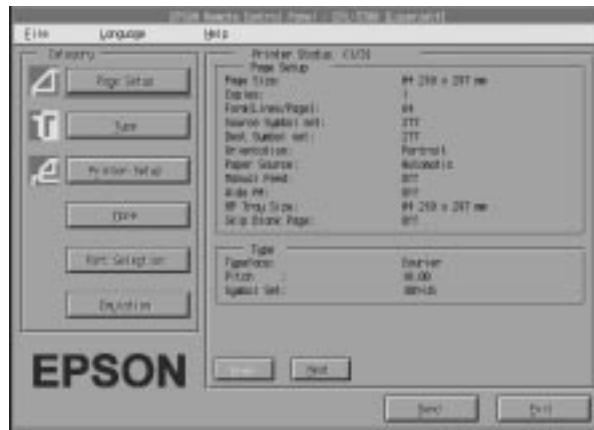 EPSON Remote Control Panel
File Language Help
Category
Page Setup
Type
Printer Setup
More
Port Selection
Emulation
EPSON
Printer Status (1/3)
Page Setup
Page Size: A4 210 x 297 mm
Copies: 1
Form(Lines/Page): 64
Source Symbol set:
Dest. Symbol set:
Orientation: Portrait
Paper Source: Automatic
Manual Feed: Off
Wide A4: Off
MP Tray Size: A4 210 x 297 mm
Skip Blank Page: Off
Type
Typeface: Courier
Pitch : 10.00
Symbol Set:
Next
Send
Exit